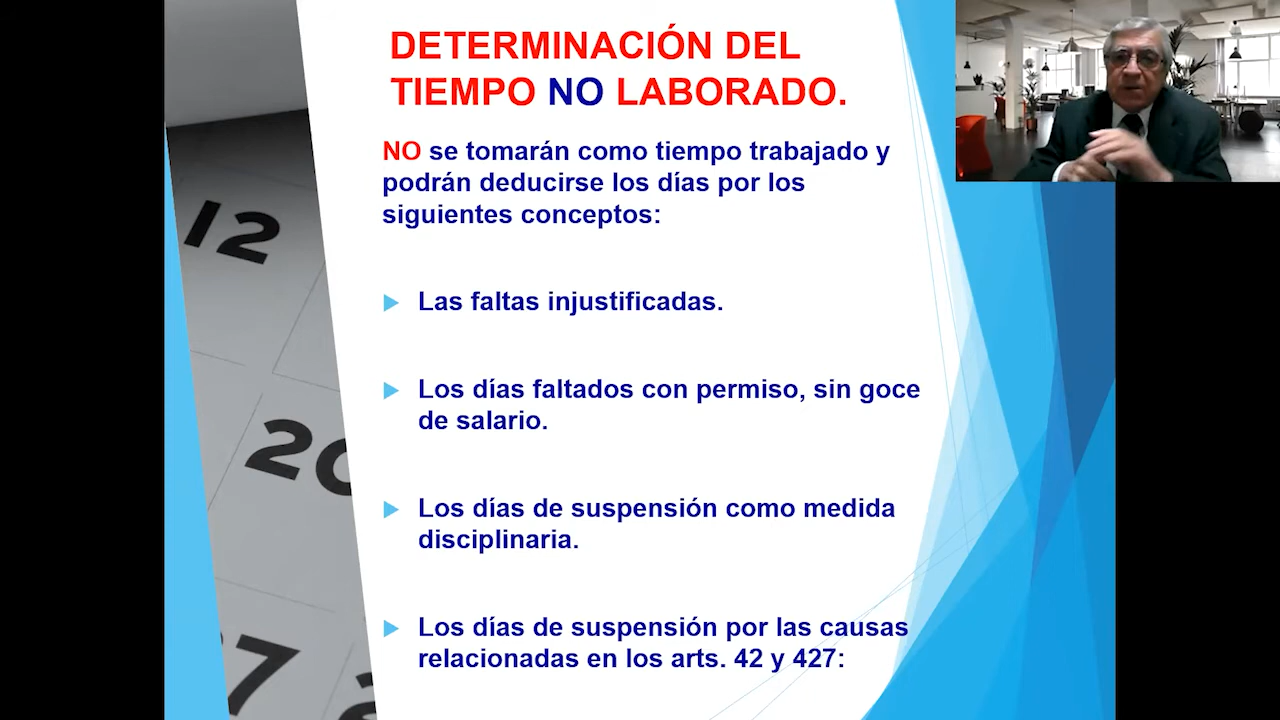 DETERMINACIÓN DEL
TIEMPO NO LABORADO.
NO se tomarán como tiempo trabajado y
podrán deducirse los días por los
siguientes conceptos:
Las faltas injustificadas.
Los días faltados con permiso, sin goce
de salario.
Los días de suspensión como medida
disciplinaria.
Los días de suspensión por las causas
relacionadas en los arts. 42 y 427:
12
20